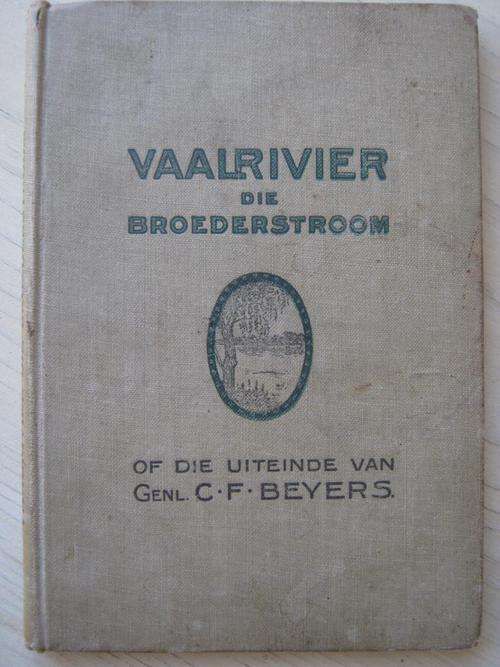 VAALRIVIER
DIE
BROEDERSTROOM
OF DIE UITEINDE VAN
GENL. C·F·BEYERS.